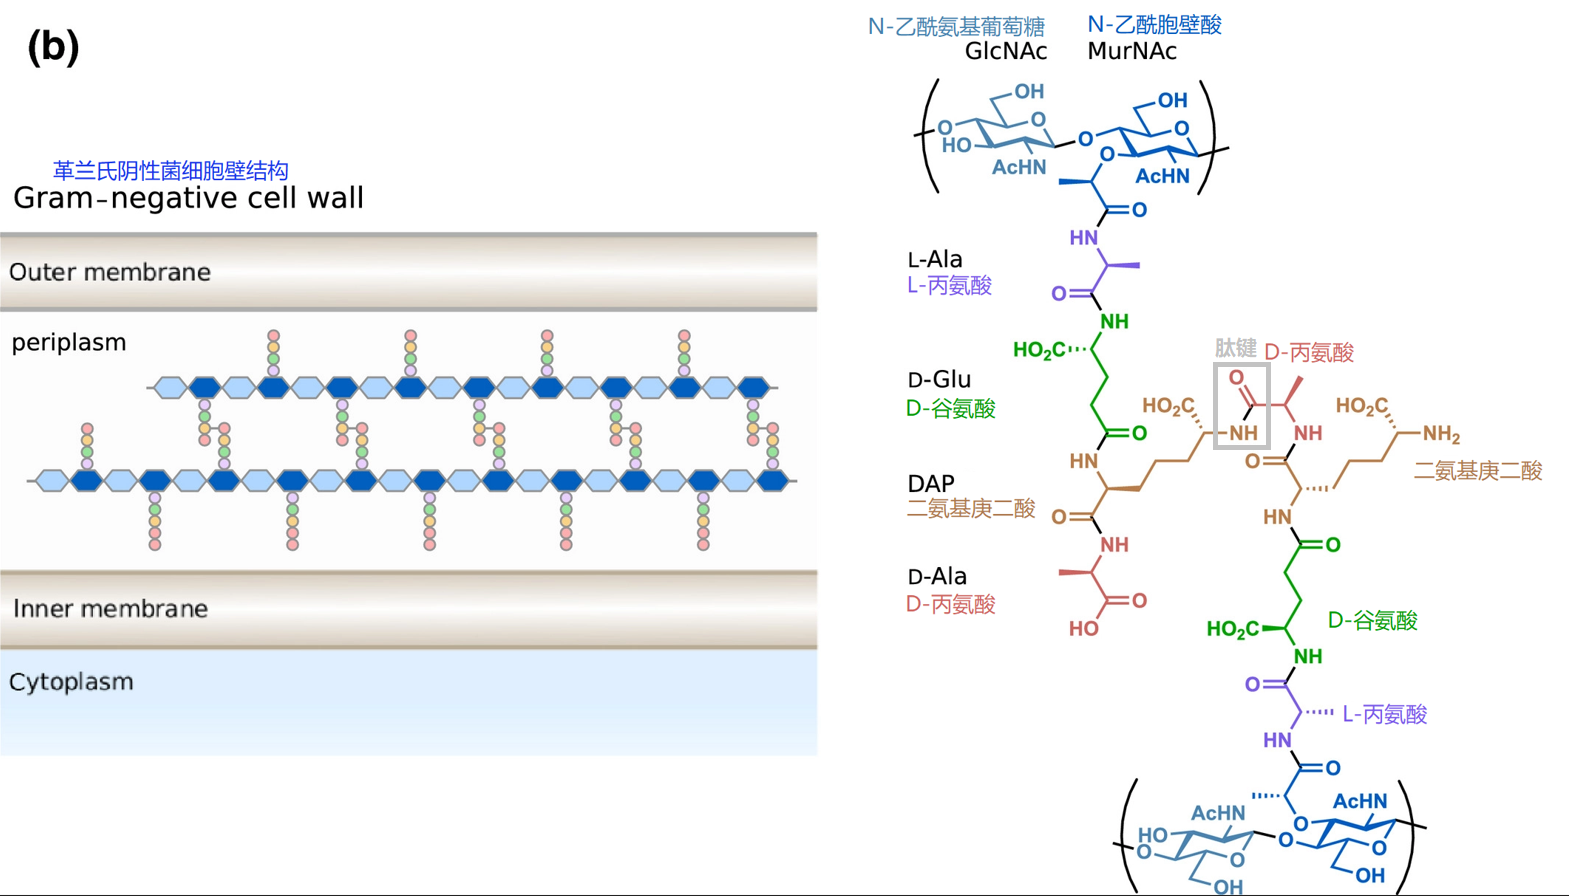 (b)
革兰氏阴性菌细胞壁结构
Gram-negative cell wall
Outer membrane
periplasm
Inner membrane
Cytoplasm
N-乙酰氨基葡萄糖 N-乙酰胞壁酸
GlcNAc MurNAc
OH
OH
O O
O O
HO
O
AcHN AcHN
O
HN
L-Ala
L-丙氨酸
O
NH
HO₂C
肽键 D-丙氨酸
D-Glu
D-谷氨酸
O
HO₂C HO₂C
O NH HN NH₂
HN O
二氨基庚二酸
DAP
二氨基庚二酸
O HN
NH O
D-Ala
D-丙氨酸
O
HO HO₂C
D-谷氨酸
NH
O
L-丙氨酸
HN
O
AcHN
AcHN
O
HO O
O O O
OH
OH